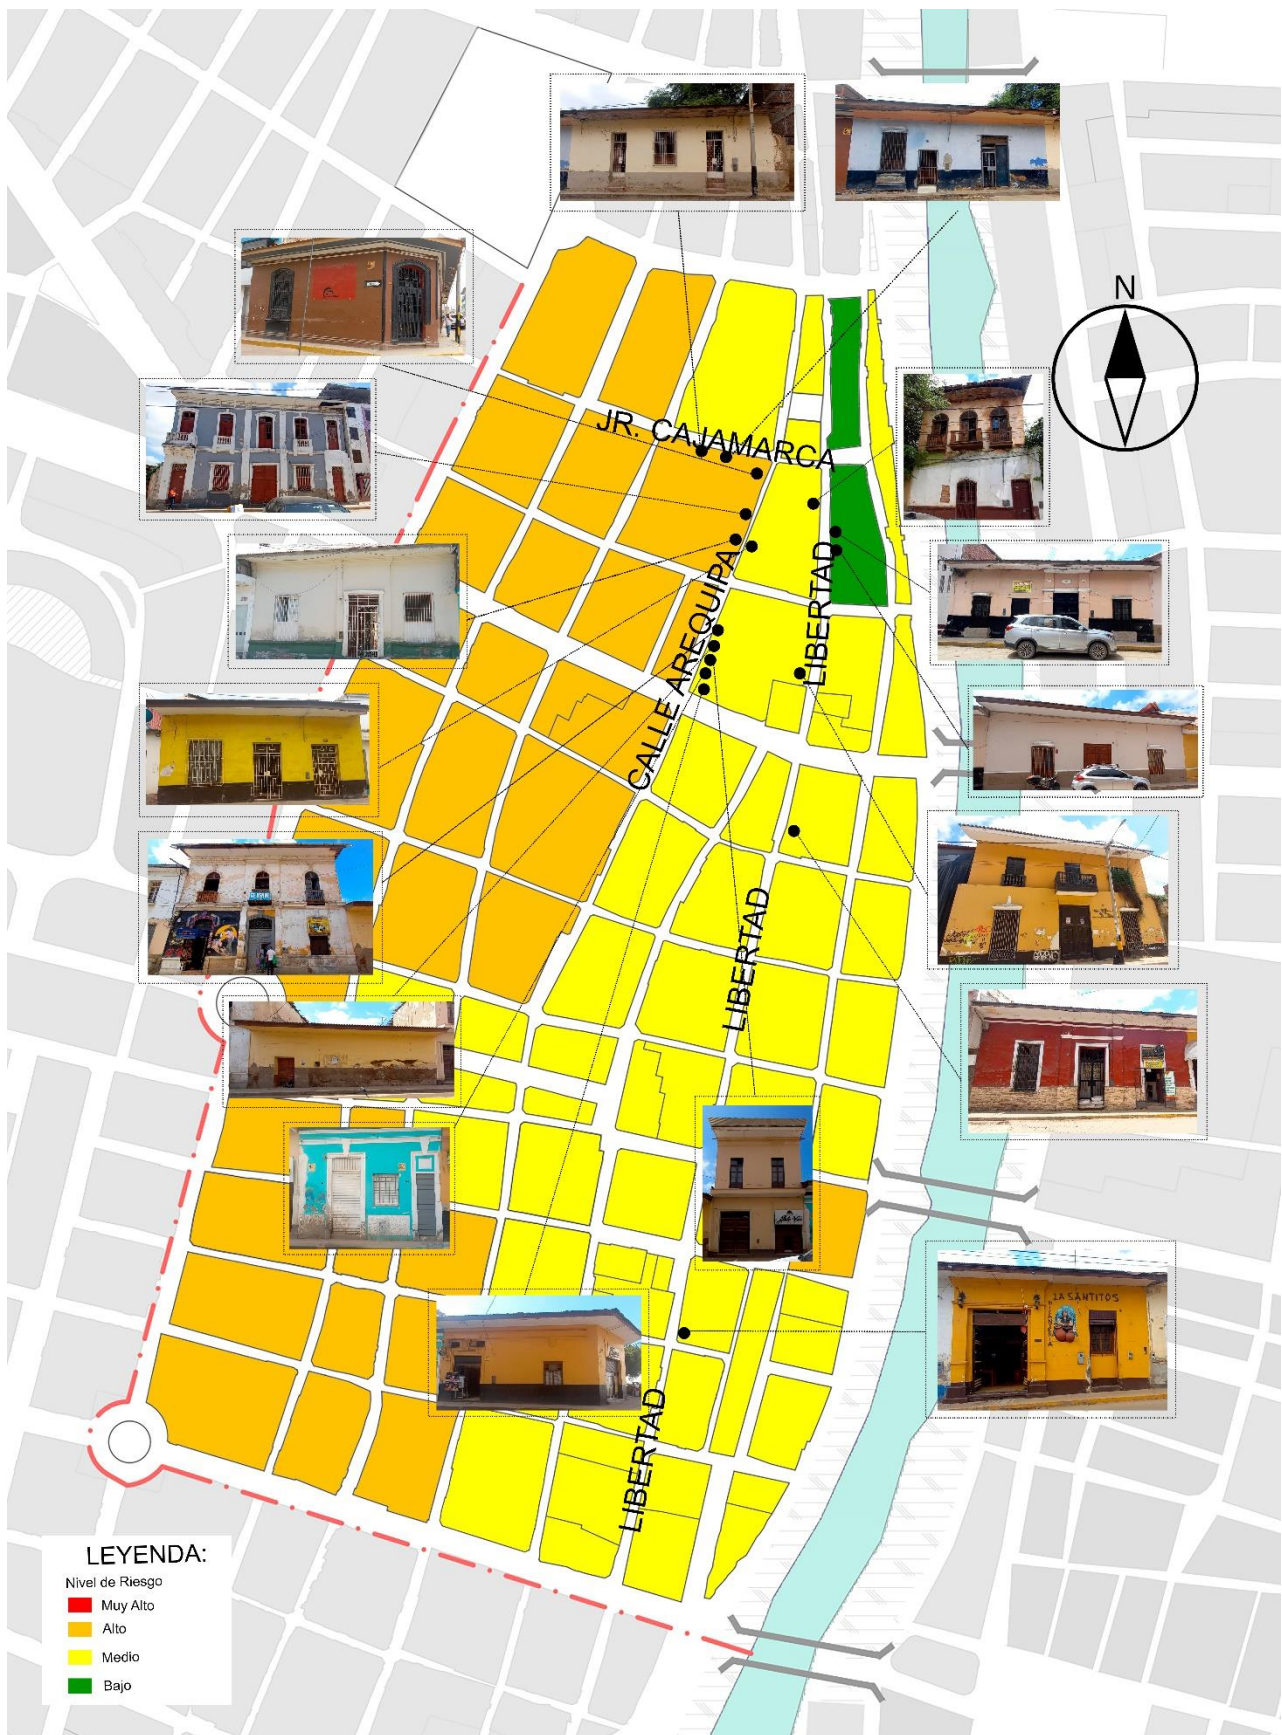 N
JR. CAJAMARCA
CALLE AREQUIPA
LIBERTAD
LIBERTAD
LA SANTITOS
LIBERTAD
LEYENDA:
Nivel de Riesgo
Muy Alto
Alto
Medio
Bajo